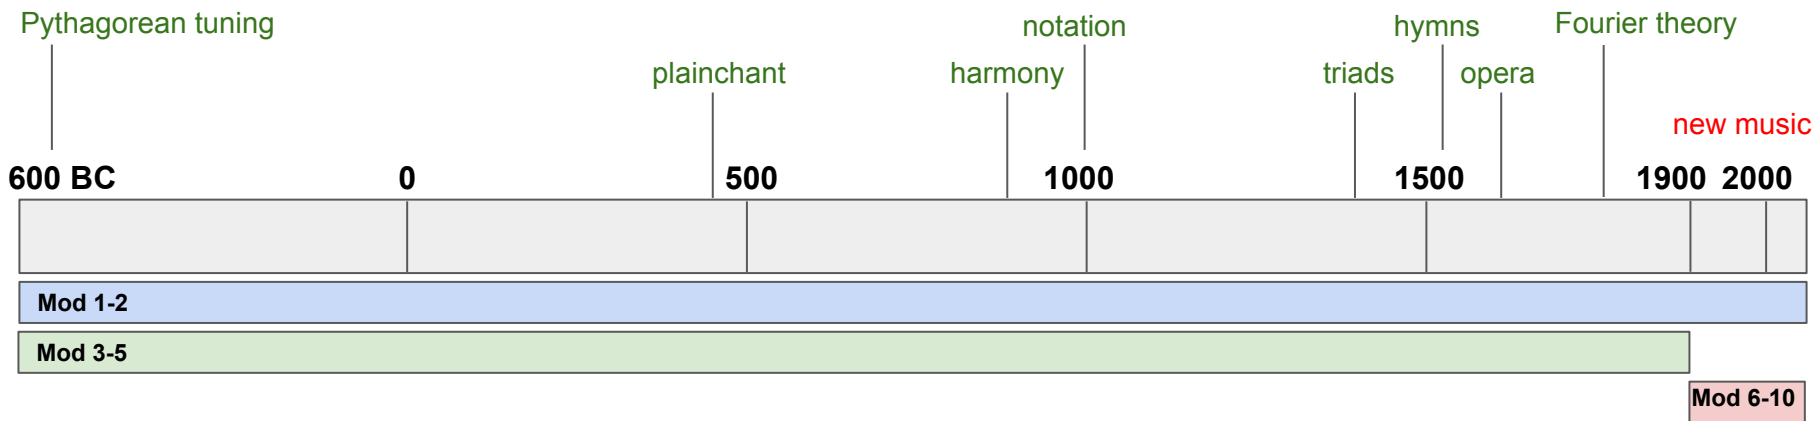 Pythagorean tuning
notation
hymns
Fourier theory
plainchant
harmony
triads
opera
new music
600 BC 0 500 1000 1500 1900 2000
Mod 1-2
Mod 3-5
Mod 6-10